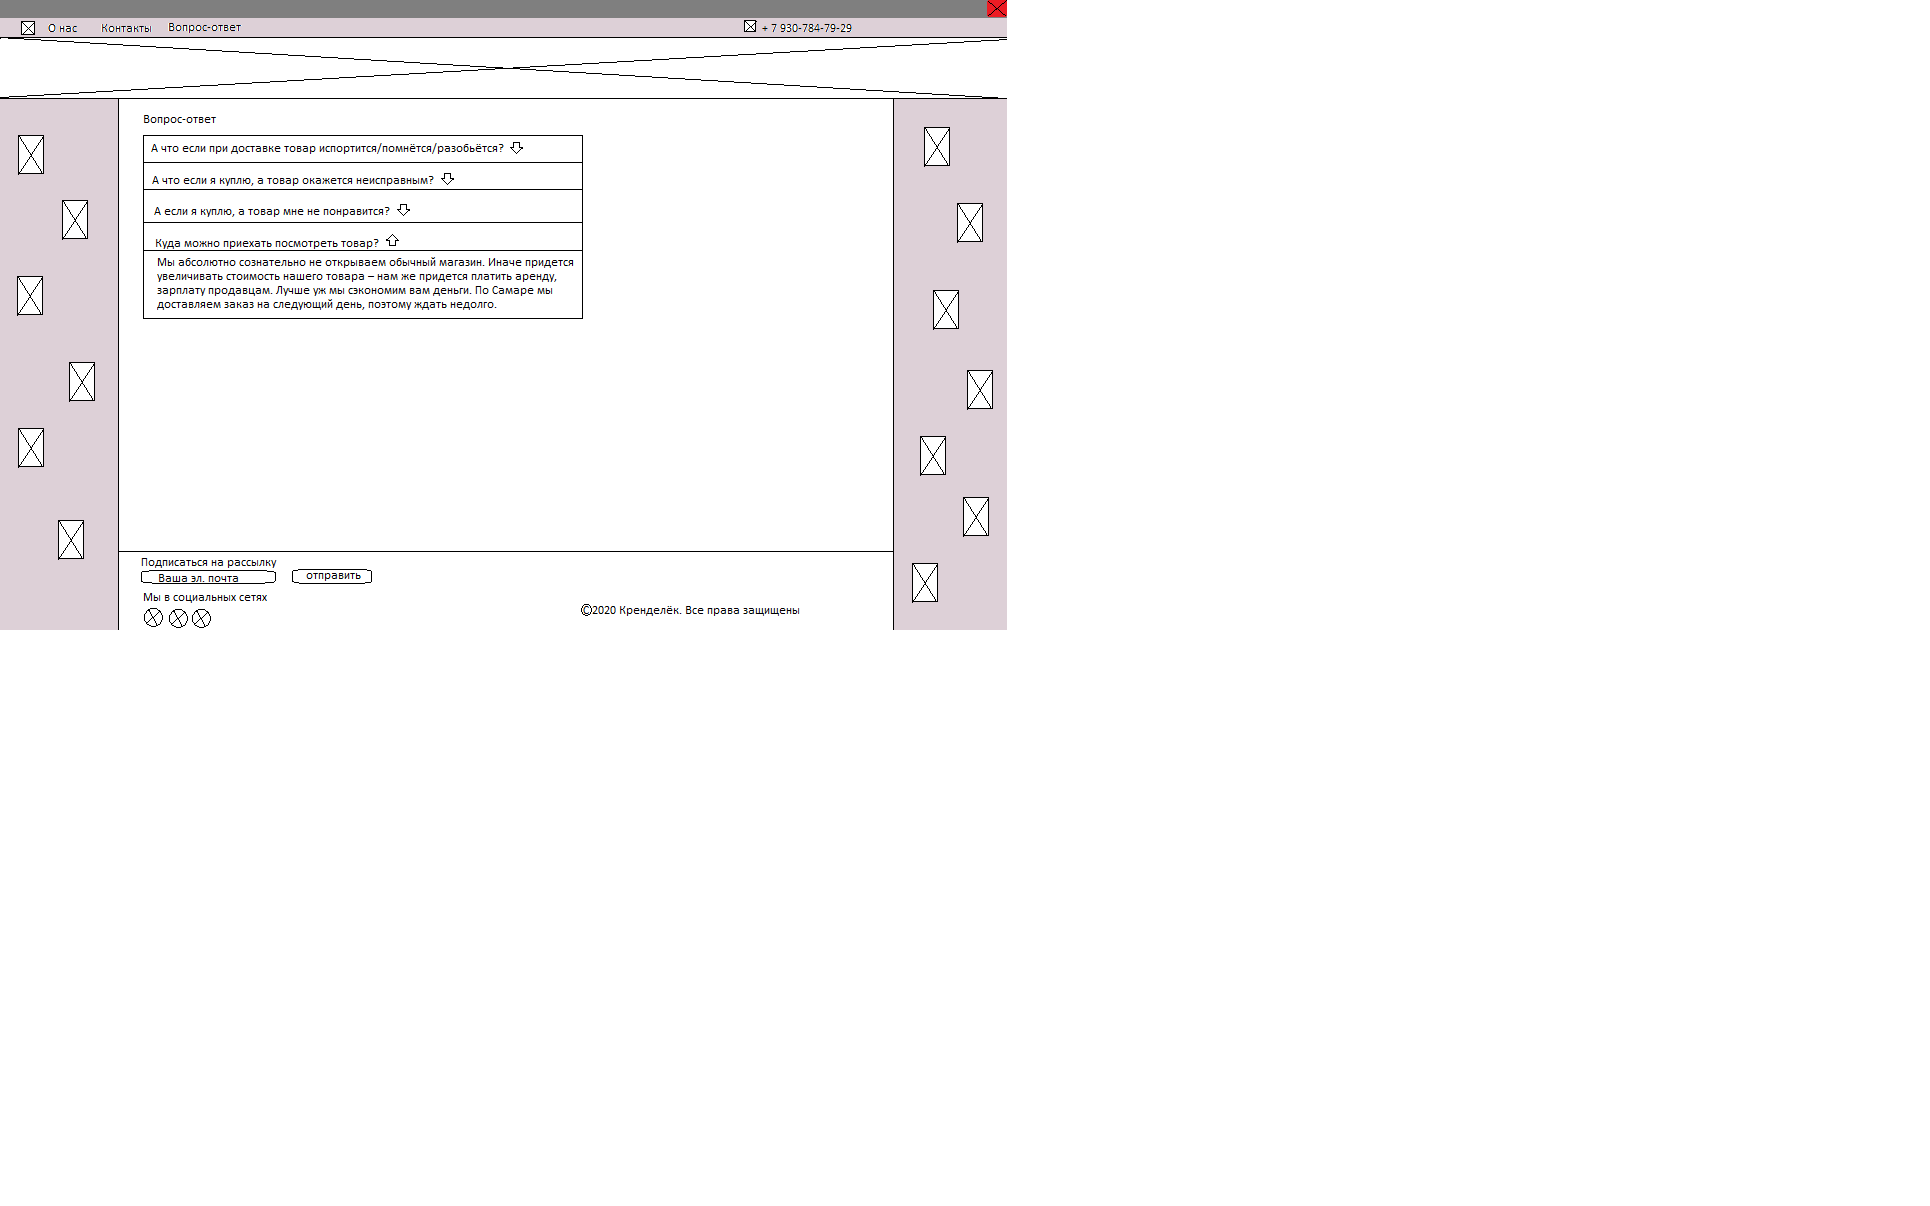 О нас Контакты Вопрос-ответ + 7 930-784-79-29
Вопрос-ответ
А что если при доставке товар испортится/помнётся/разобьётся?
А что если я куплю, а товар окажется неисправным?
А если я куплю, а товар мне не понравится?
Куда можно приехать посмотреть товар?
Мы абсолютно сознательно не открываем обычный магазин. Иначе придется
увеличивать стоимость нашего товара – нам же придется платить аренду,
зарплату продавцам. Лучше уж мы сэкономим вам деньги. По Самаре мы
доставляем заказ на следующий день, поэтому ждать недолго.
Подписаться на рассылку
Ваша эл. почта отправить
Мы в социальных сетях
©2020 Кренделёк. Все права защищены